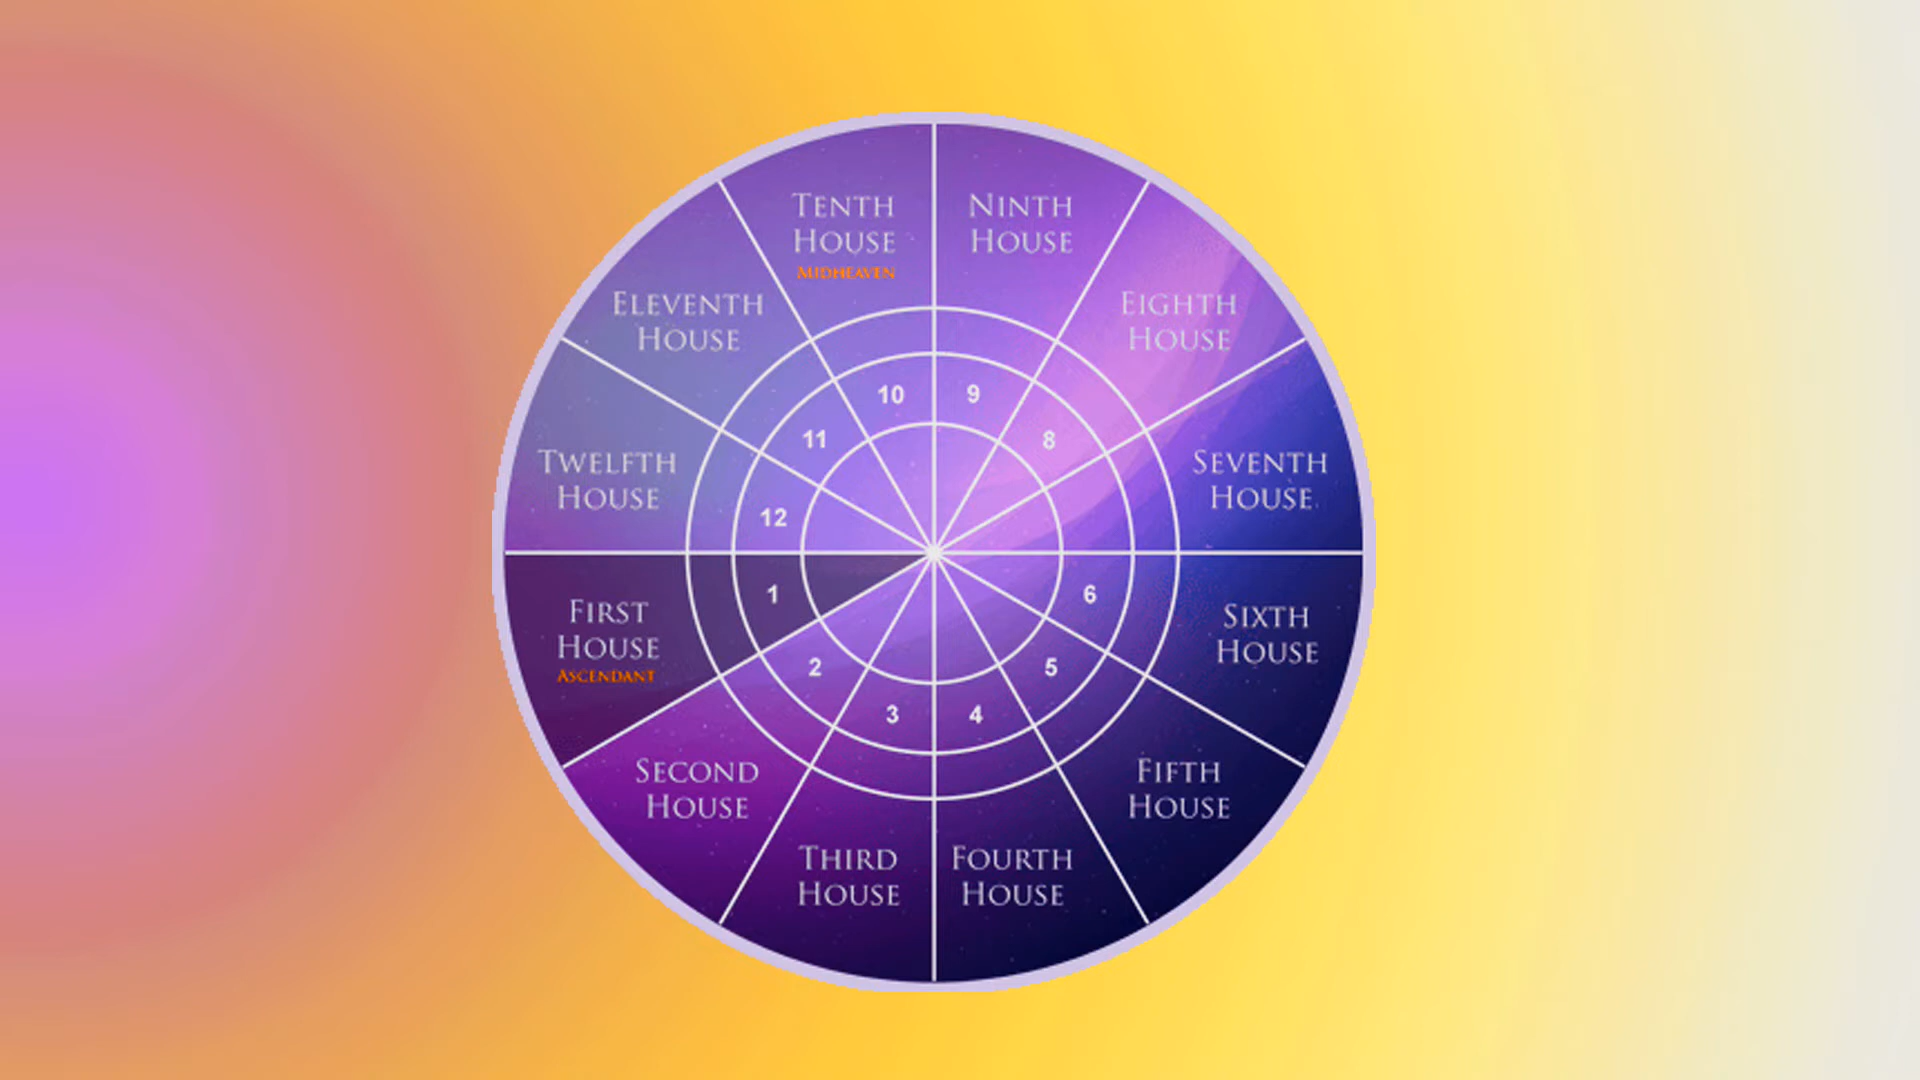 TENTH
HOUSE
MIDHEAVEN
NINTH
HOUSE
ELEVENTH
HOUSE
EIGHTH
HOUSE
TWELFTH
HOUSE
SEVENTH
HOUSE
FIRST
HOUSE
ASCENDANT
SIXTH
HOUSE
SECOND
HOUSE
FIFTH
HOUSE
THIRD
HOUSE
FOURTH
HOUSE
10
9
11
8
12
1
6
2
5
3
4